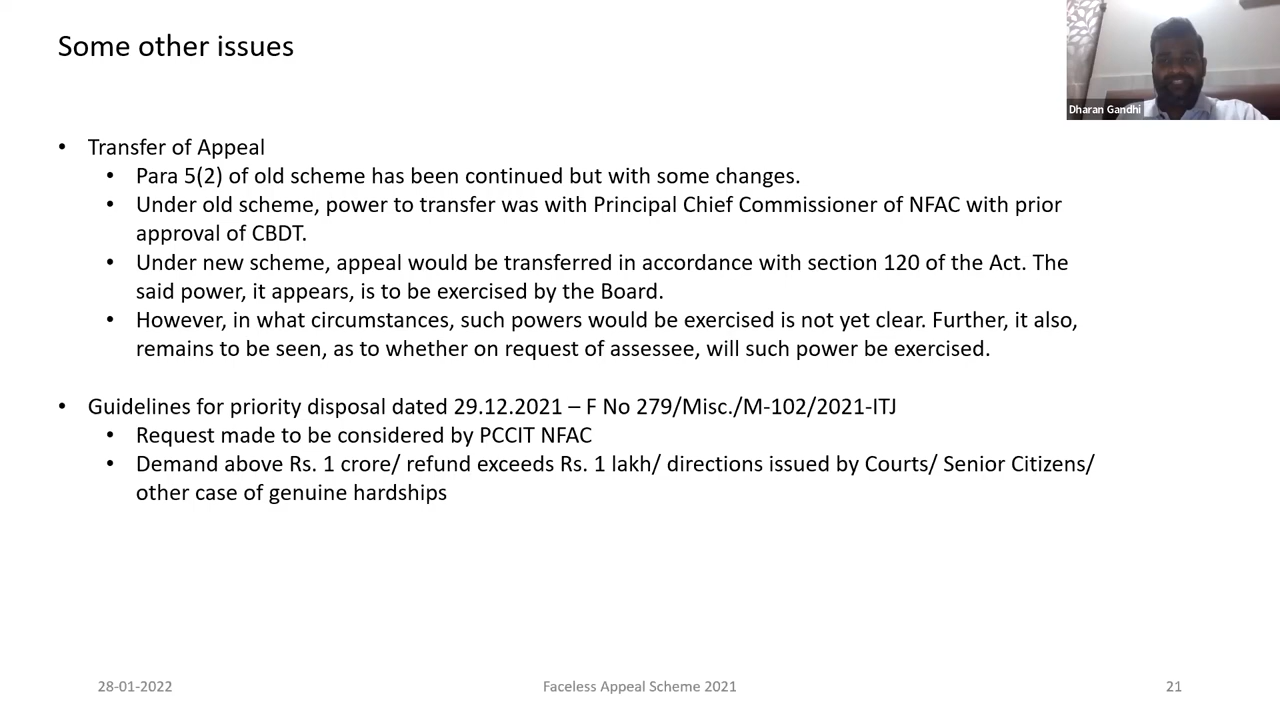 Some other issues
Dharan Gandhi
• Transfer of Appeal
• Para 5(2) of old scheme has been continued but with some changes.
• Under old scheme, power to transfer was with Principal Chief Commissioner of NFAC with prior
approval of CBDT.
• Under new scheme, appeal would be transferred in accordance with section 120 of the Act. The
said power, it appears, is to be exercised by the Board.
• However, in what circumstances, such powers would be exercised is not yet clear. Further, it also,
remains to be seen, as to whether on request of assessee, will such power be exercised.
• Guidelines for priority disposal dated 29.12.2021 – F No 279/Misc./M-102/2021-ITJ
• Request made to be considered by PCCIT NFAC
• Demand above Rs. 1 crore/ refund exceeds Rs. 1 lakh/ directions issued by Courts/ Senior Citizens/
other case of genuine hardships
28-01-2022
Faceless Appeal Scheme 2021
21